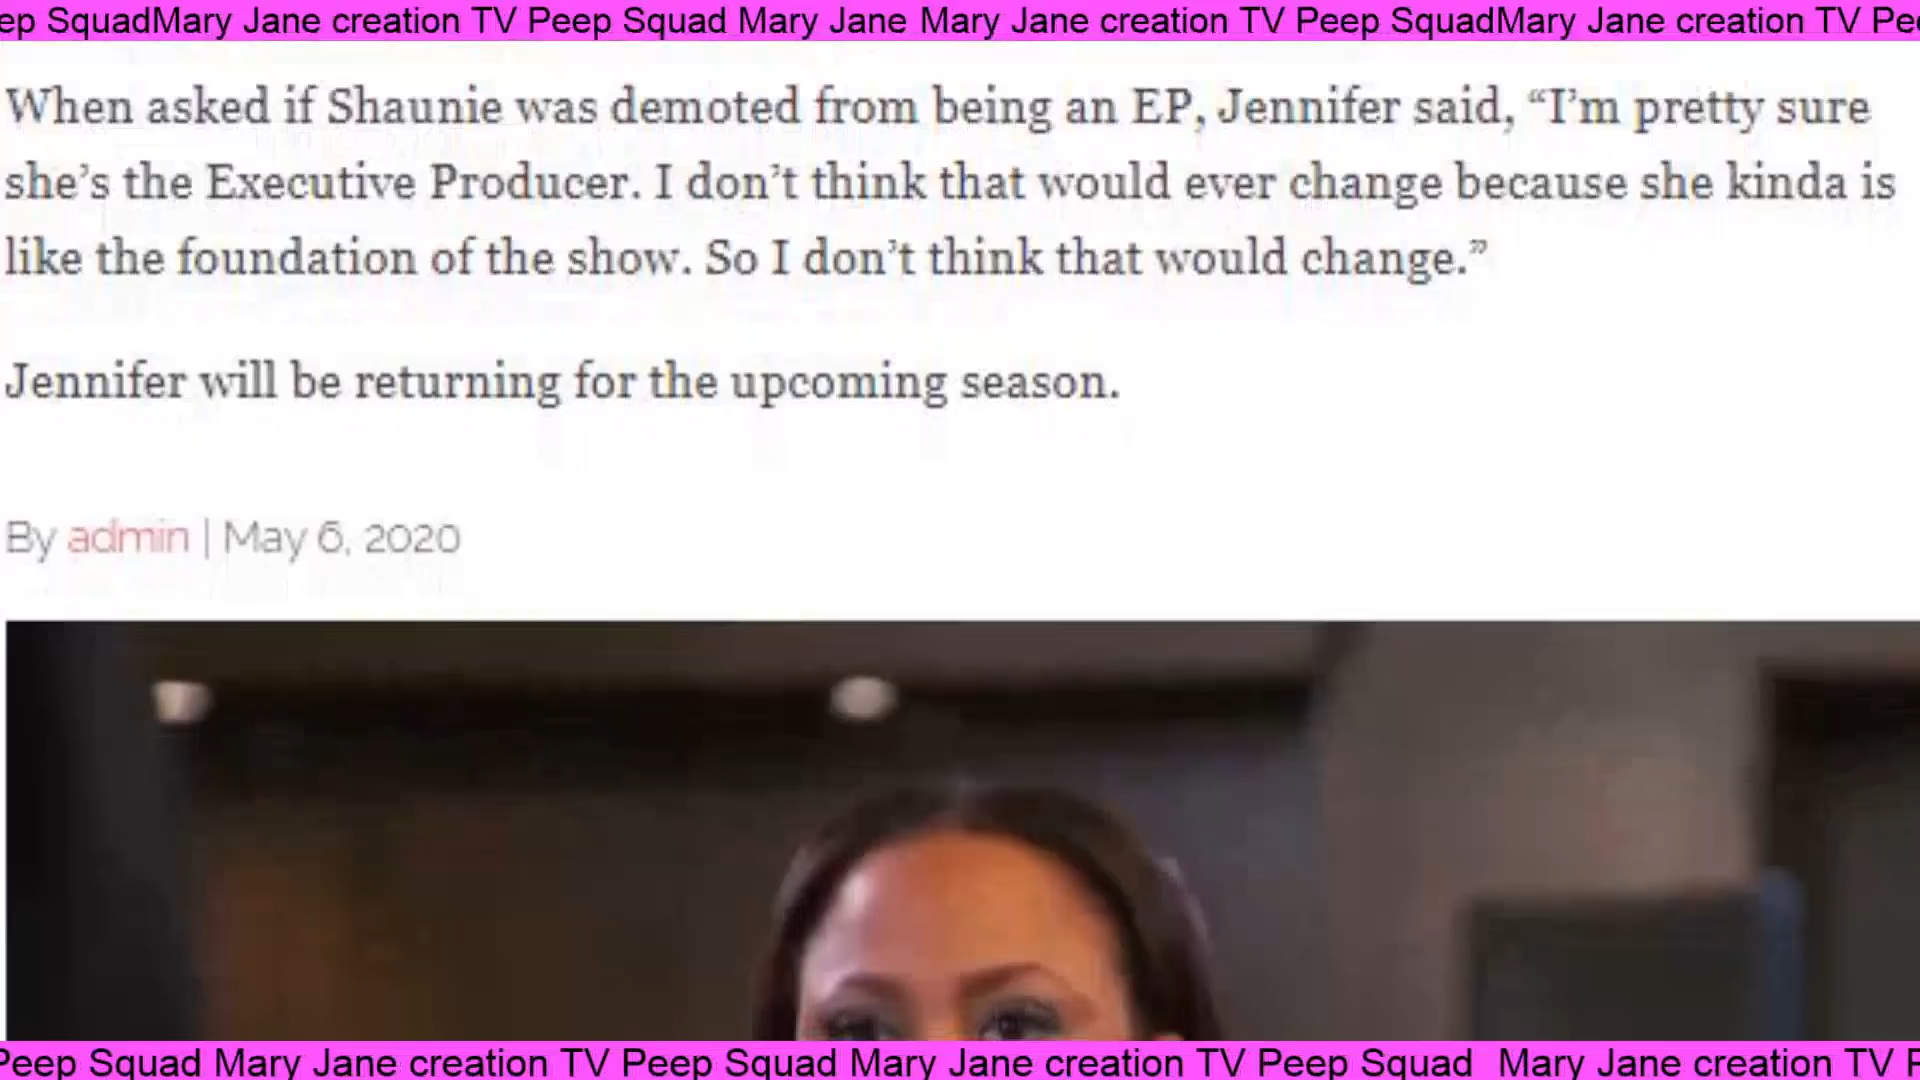 ep SquadMary Jane creation TV Peep Squad Mary Jane Mary Jane creation TV Peep SquadMary Jane creation TV Pee
When asked if Shaunie was demoted from being an EP, Jennifer said, “I’m pretty sure
she’s the Executive Producer. I don’t think that would ever change because she kinda is
like the foundation of the show. So I don’t think that would change.”
Jennifer will be returning for the upcoming season.
By admin | May 6, 2020
Peep Squad Mary Jane creation TV Peep Squad Mary Jane creation TV Peep Squad Mary Jane creation TV P